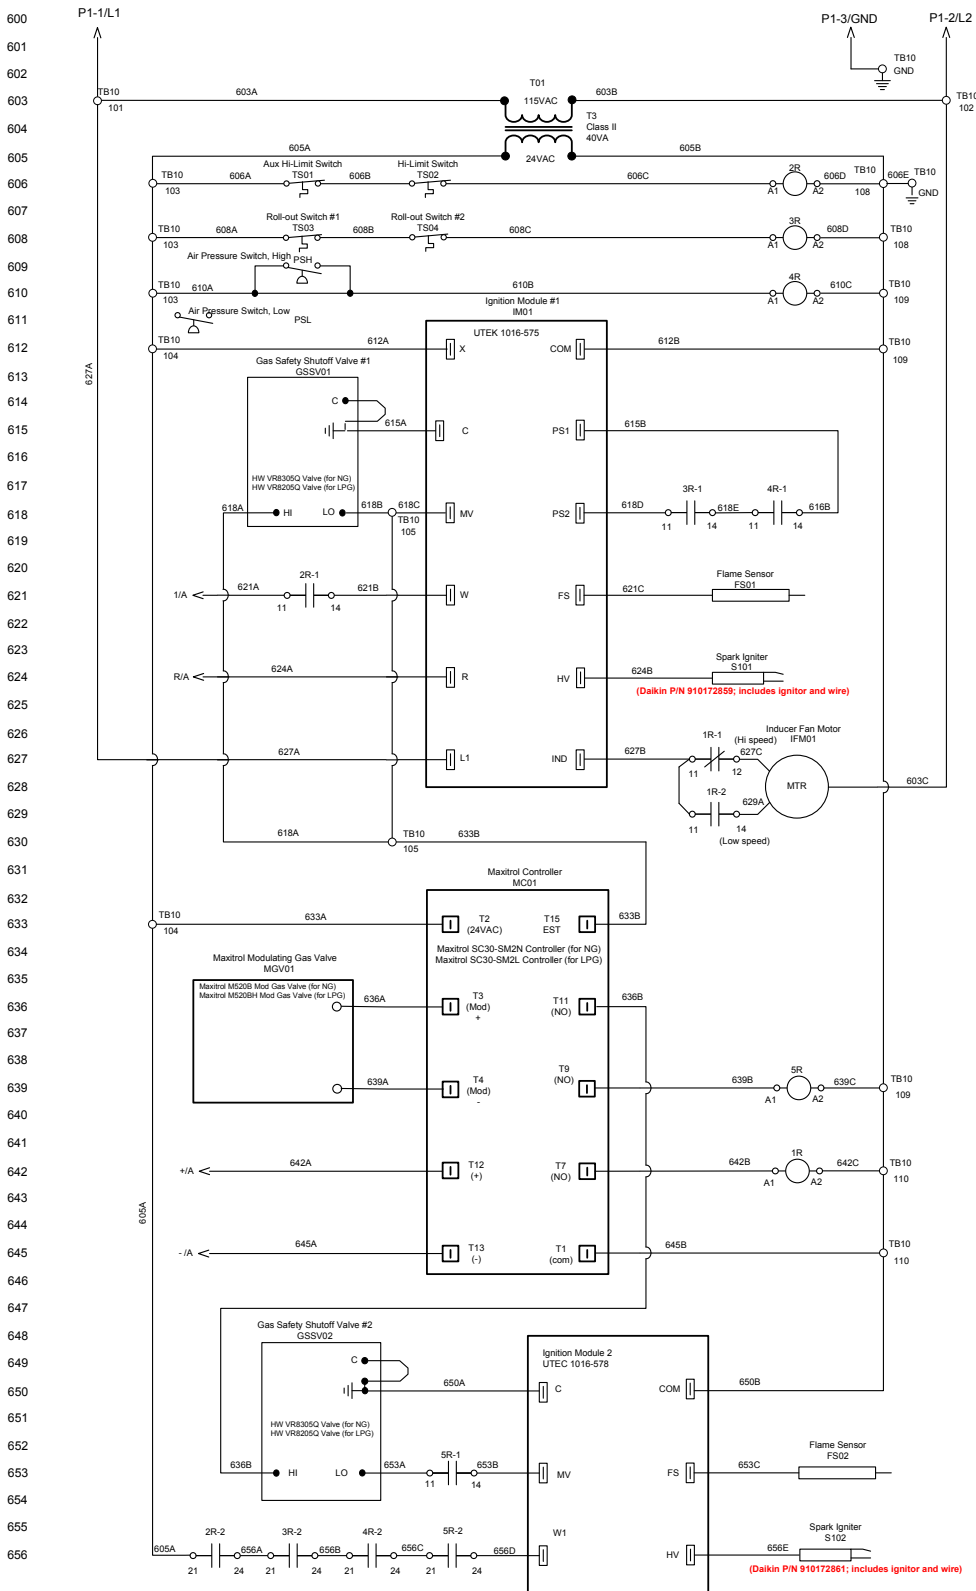 600 P1-1/L1 P1-3/GND P1-2/L2
601
602 TB10 GND
603 TB10 101 603A T01 115VAC 603B TB10 102
604 T3 Class II 40VA
605 605A 24VAC 605B
Aux Hi-Limit Switch Hi-Limit Switch
606 TB10 103 606A TS01 606B TS02 606C 2R A1 A2 606D TB10 108 606E TB10 GND
607
Roll-out Switch #1 Roll-out Switch #2
608 TB10 103 608A TS03 608B TS04 608C 3R A1 A2 608D TB10 108
609 Air Pressure Switch, High PSH
610 TB10 103 610A 610B 4R A1 A2 610C TB10 109
Ignition Module #1
IM01
611 Air Pressure Switch, Low PSL
UTEK 1016-575
612 TB10 104 612A X COM 612B TB10 109
627A
613 Gas Safety Shutoff Valve #1
GSSV01
614 C
615 615A C PS1 615B
616
617 HW VR8305Q Valve (for NG)
HW VR8205Q Valve (for LPG)
618 618A HI LO 618B 618C TB10 105 MV PS2 618D 3R-1 11 14 618E 4R-1 11 14 616B
619
620
621 1/A 621A 2R-1 11 14 621B W FS 621C Flame Sensor FS01
622
623
624 R/A 624A R HV 624B Spark Igniter S101
(Daikin P/N 910172859; includes ignitor and wire)
625
626 Inducer Fan Motor
IFM01
627 627A L1 IND 627B 1R-1 (Hi speed) 11 12 627C
628 MTR 603C
629 1R-2 11 14 629A
(Low speed)
630 618A TB10 105 633B
631 Maxitrol Controller
MC01
632
633 TB10 104 633A T2 (24VAC) T15 EST 633B
634 Maxitrol SC30-SM2N Controller (for NG)
Maxitrol SC30-SM2L Controller (for LPG)
Maxitrol Modulating Gas Valve
MGV01
635 Maxitrol M520B Mod Gas Valve (for NG)
Maxitrol M520BH Mod Gas Valve (for LPG)
636 636A T3 (Mod) + T11 (NO) 636B
637
638
639 639A T4 (Mod) - T9 (NO) 639B 5R A1 A2 639C TB10 109
640
641
642 +/A 642A T12 (+) T7 (NO) 642B 1R A1 A2 642C TB10 110
643
605A
644
645 - /A 645A T13 (-) T1 (com) 645B TB10 110
646
647
648 Gas Safety Shutoff Valve #2
GSSV02
649 C Ignition Module 2
UTEC 1016-578
650 650A C COM 650B
651 HW VR8305Q Valve (for NG)
HW VR8205Q Valve (for LPG)
652 Flame Sensor
FS02
653 636B HI LO 653A 5R-1 11 14 653B MV FS 653C
654
655 W1 Spark Igniter
S102
656 605A 2R-2 21 24 656A 3R-2 21 24 656B 4R-2 21 24 656C 5R-2 21 24 656D HV 656E
(Daikin P/N 910172861; includes ignitor and wire)